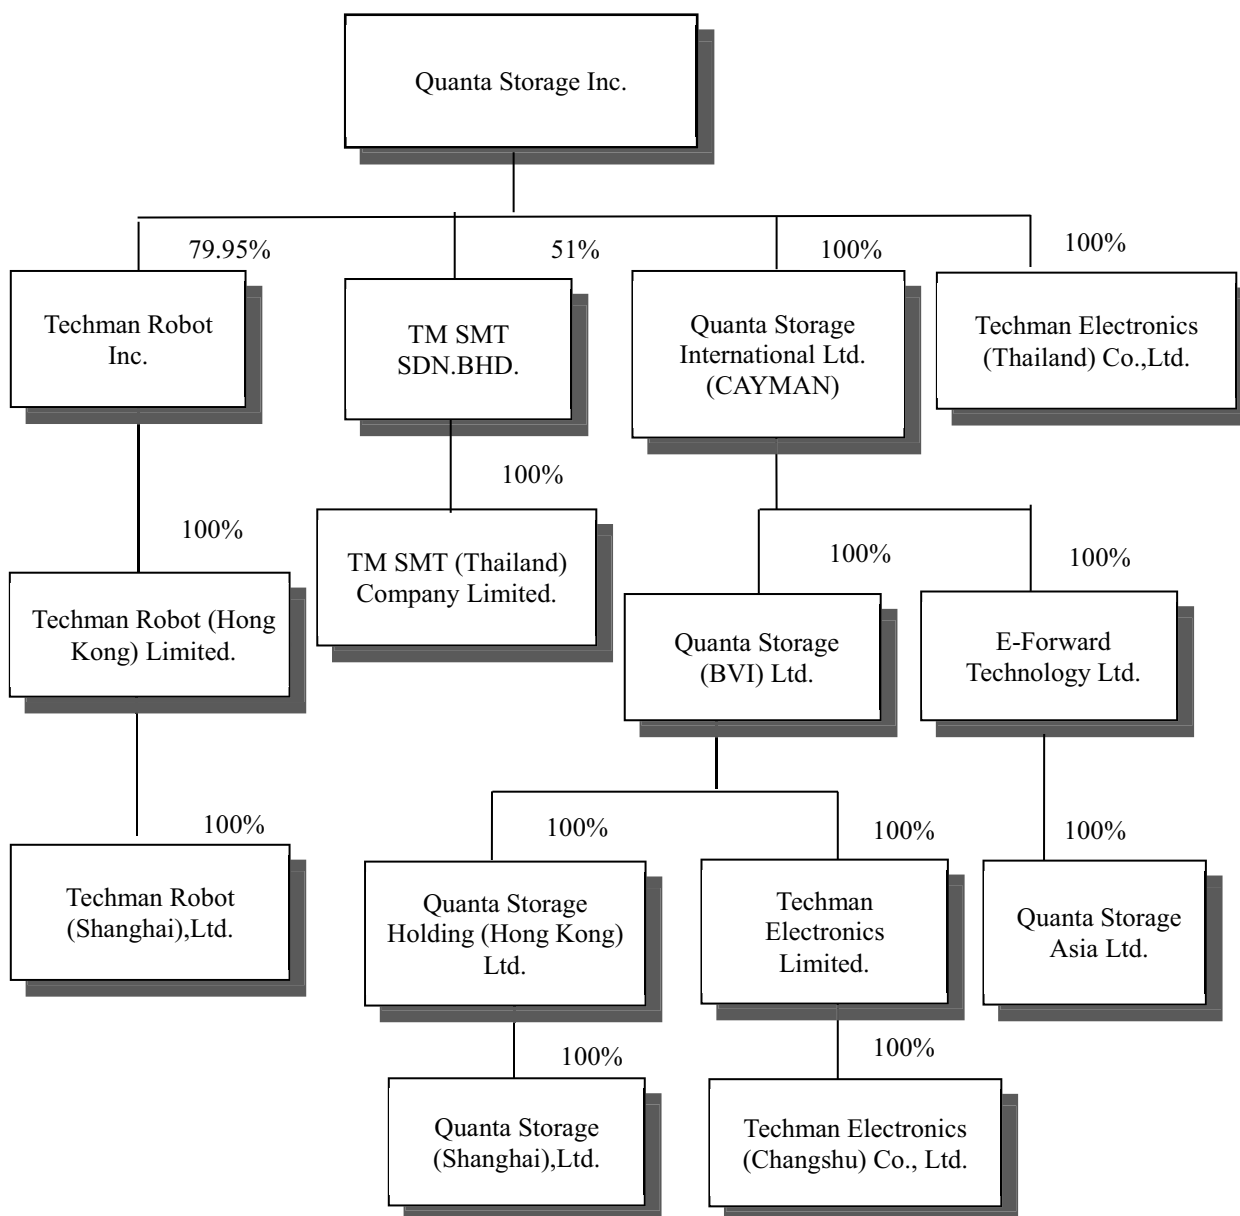 Quanta Storage Inc.
79.95%
51%
100%
100%
Techman Robot
Inc.
TM SMT
SDN.BHD.
Quanta Storage
International Ltd.
(CAYMAN)
Techman Electronics
(Thailand) Co.,Ltd.
100%
100%
100%
100%
TM SMT (Thailand)
Company Limited.
Techman Robot (Hong
Kong) Limited.
Quanta Storage
(BVI) Ltd.
E-Forward
Technology Ltd.
100%
100%
100%
100%
Techman Robot
(Shanghai),Ltd.
Quanta Storage
Holding (Hong Kong)
Ltd.
Techman
Electronics
Limited.
Quanta Storage
Asia Ltd.
100%
100%
Quanta Storage
(Shanghai),Ltd.
Techman Electronics
(Changshu) Co., Ltd.